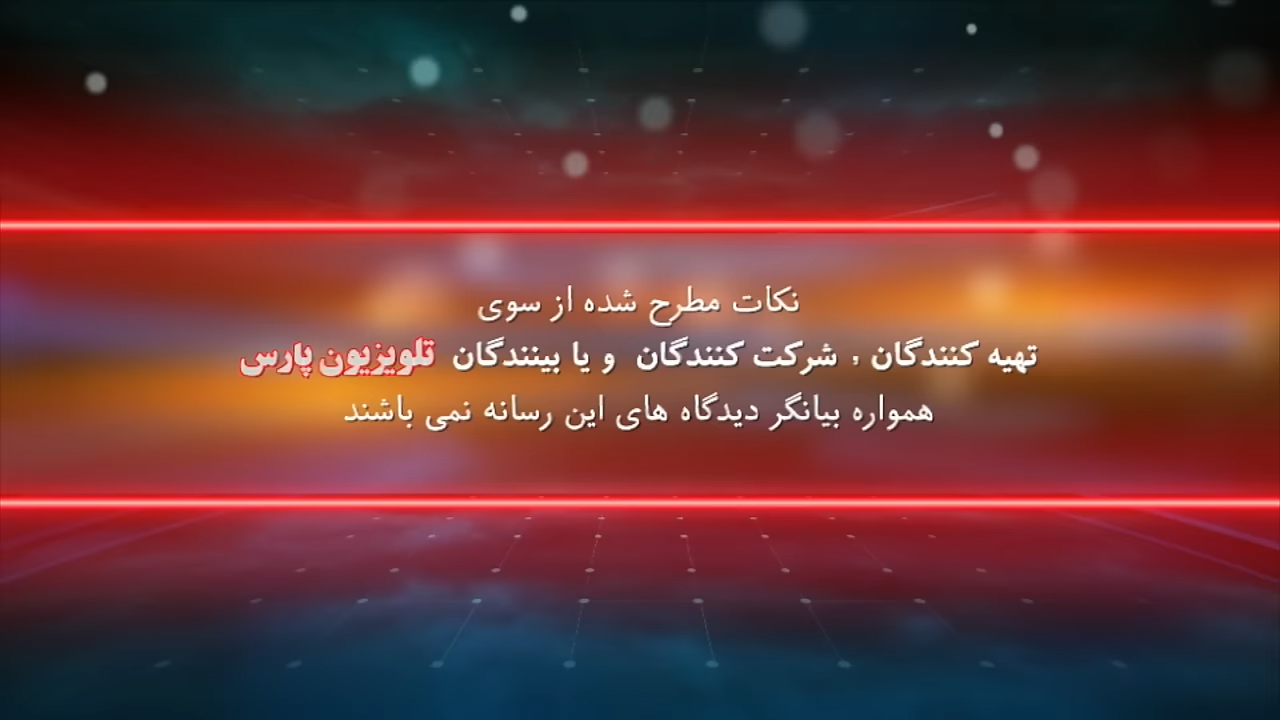 نکات مطرح شده از سوی
تهیه کنندگان , شرکت کنندگان و یا بینندگان تلویزیون پارس
همواره بیانگر دیدگاه های این رسانه نمی باشند